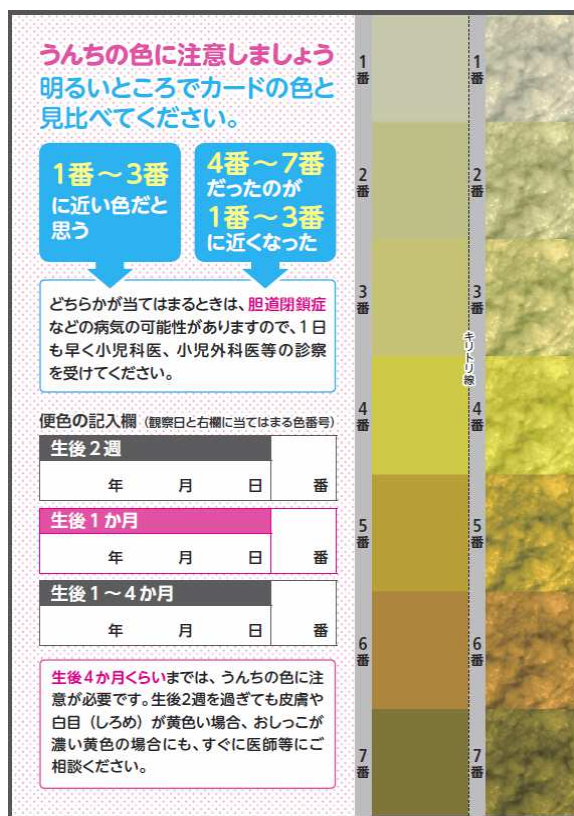 うんちの色に注意しましょう
明るいところでカードの色と
見比べてください。
1番～3番
に近い色だと
思う
4番～7番
だったのが
1番～3番
に近くなった
どちらかが当てはまるときは、胆道閉鎖症
などの病気の可能性がありますので、1日
も早く小児科医、小児外科医等の診察
を受けてください。
便色の記入欄（観察日と右欄に当てはまる色番号）
生後2週
年 月 日 番
生後1か月
年 月 日 番
生後1～4か月
年 月 日 番
生後4か月くらいまでは、うんちの色に注
意が必要です。生後2週を過ぎても皮膚や
白目（しろめ）が黄色い場合、おしっこが
濃い黄色の場合にも、すぐに医師等にご
相談ください。
1番
2番
3番
4番
5番
6番
7番
キリトリ線
1番
2番
3番
4番
5番
6番
7番